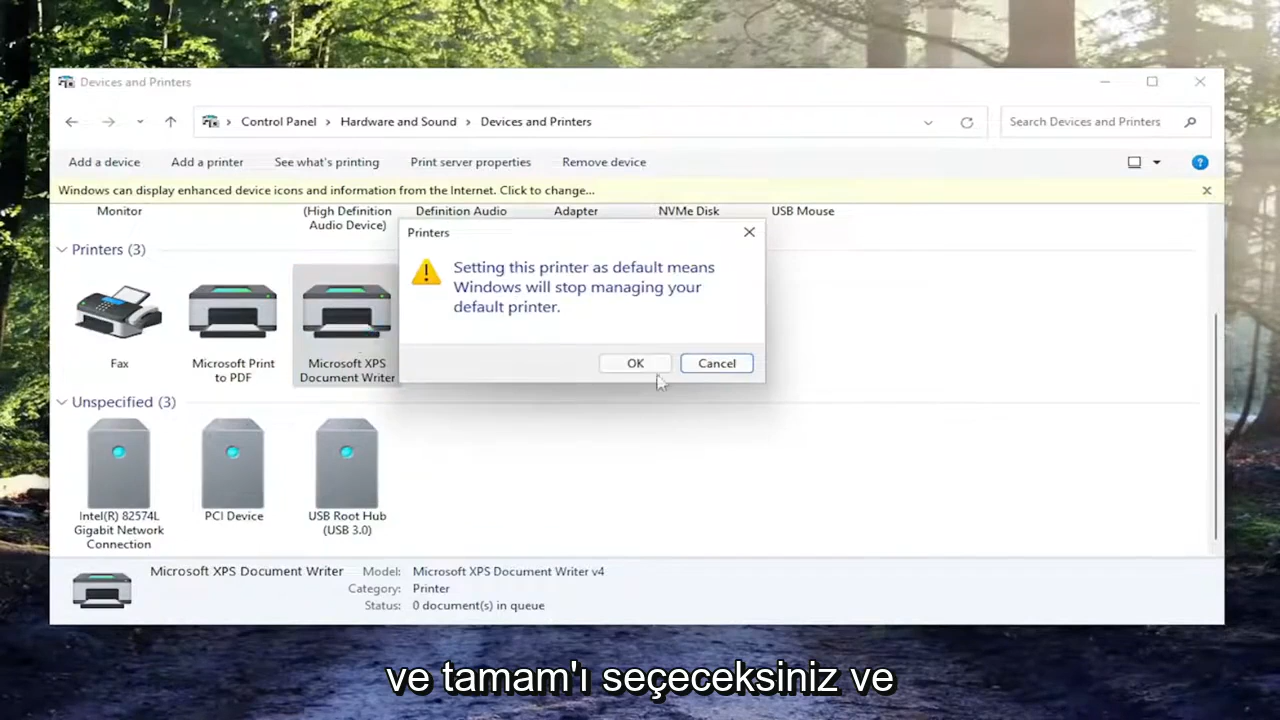 Devices and Printers
Control Panel > Hardware and Sound > Devices and Printers
Search Devices and Printers
Add a device Add a printer See what's printing Print server properties Remove device
Windows can display enhanced device icons and information from the Internet. Click to change...
Monitor
(High Definition
Audio Device)
Definition Audio
Adapter
NVMe Disk
USB Mouse
Printers (3)
Fax
Microsoft Print
to PDF
Microsoft XPS
Document Writer
Printers
Setting this printer as default means
Windows will stop managing your
default printer.
OK Cancel
Unspecified (3)
Intel(R) 82574L
Gigabit Network
Connection
PCI Device
USB Root Hub
(USB 3.0)
Microsoft XPS Document Writer
Model: Microsoft XPS Document Writer v4
Category: Printer
Status: 0 document(s) in queue
ve tamam'ı seçeceksiniz ve